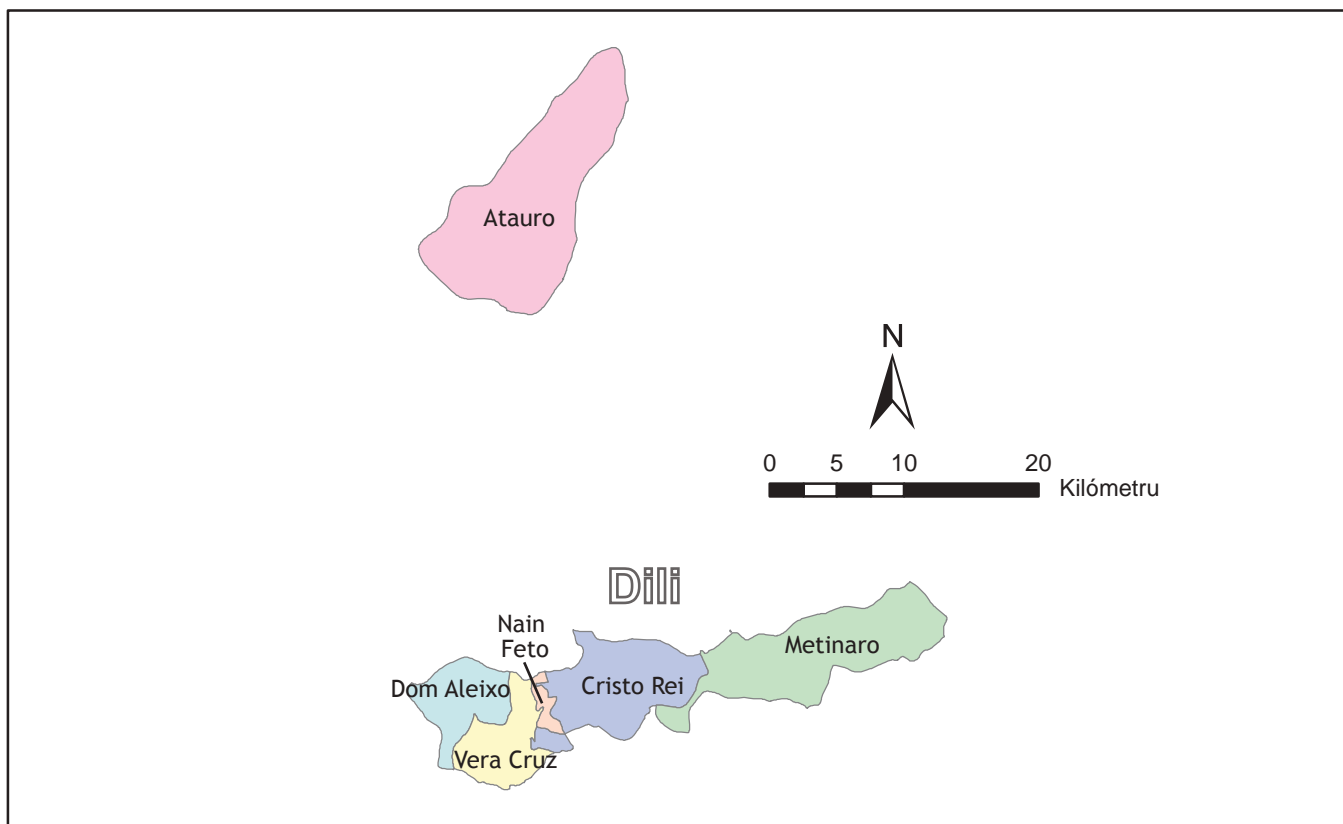 Atauro
N
0 5 10 20
Kilómetru
Dili
Nain
Feto
Metinaro
Dom Aleixo
Cristo Rei
Vera Cruz